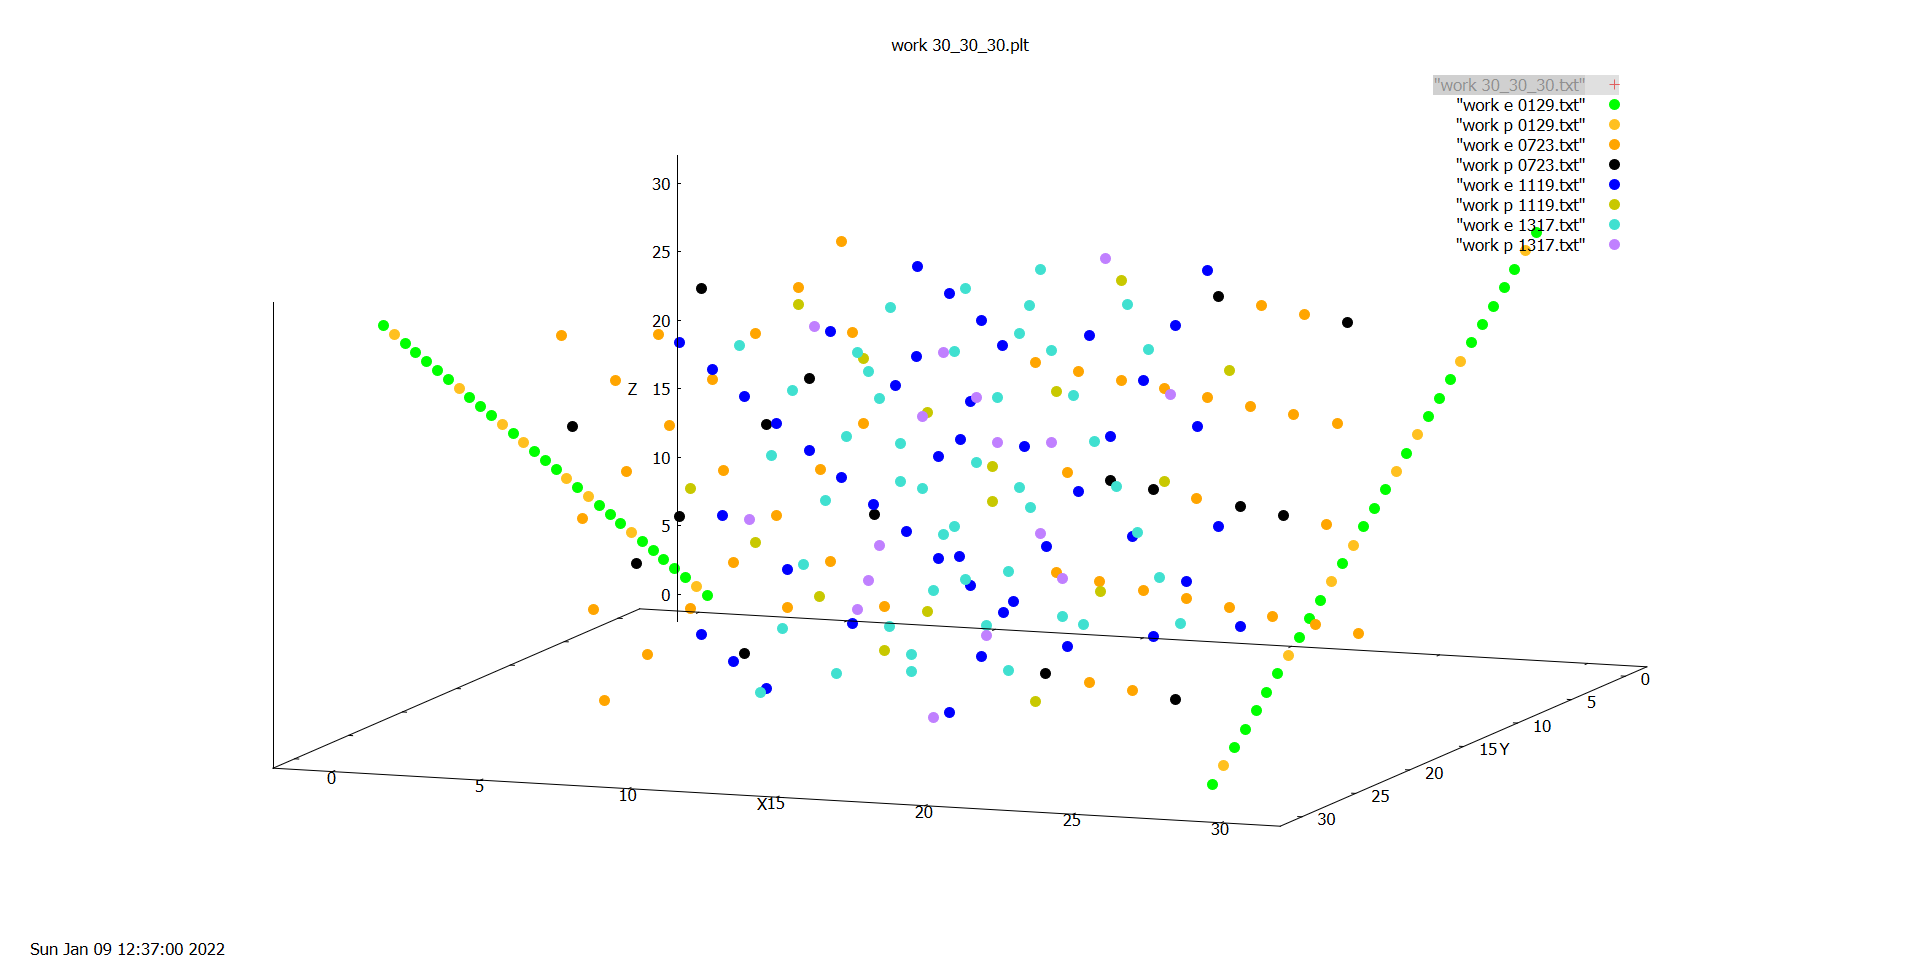 work 30_30_30.plt
"work 30_30_30.txt"
"work e 0129.txt"
"work p 0129.txt"
"work e 0723.txt"
"work p 0723.txt"
"work e 1119.txt"
"work p 1119.txt"
"work e 1317.txt"
"work p 1317.txt"
30
25
20
Z 15
10
5
0
0
5
10
15 Y
20
25
30
0
5
10
X 15
20
25
30
Sun Jan 09 12:37:00 2022